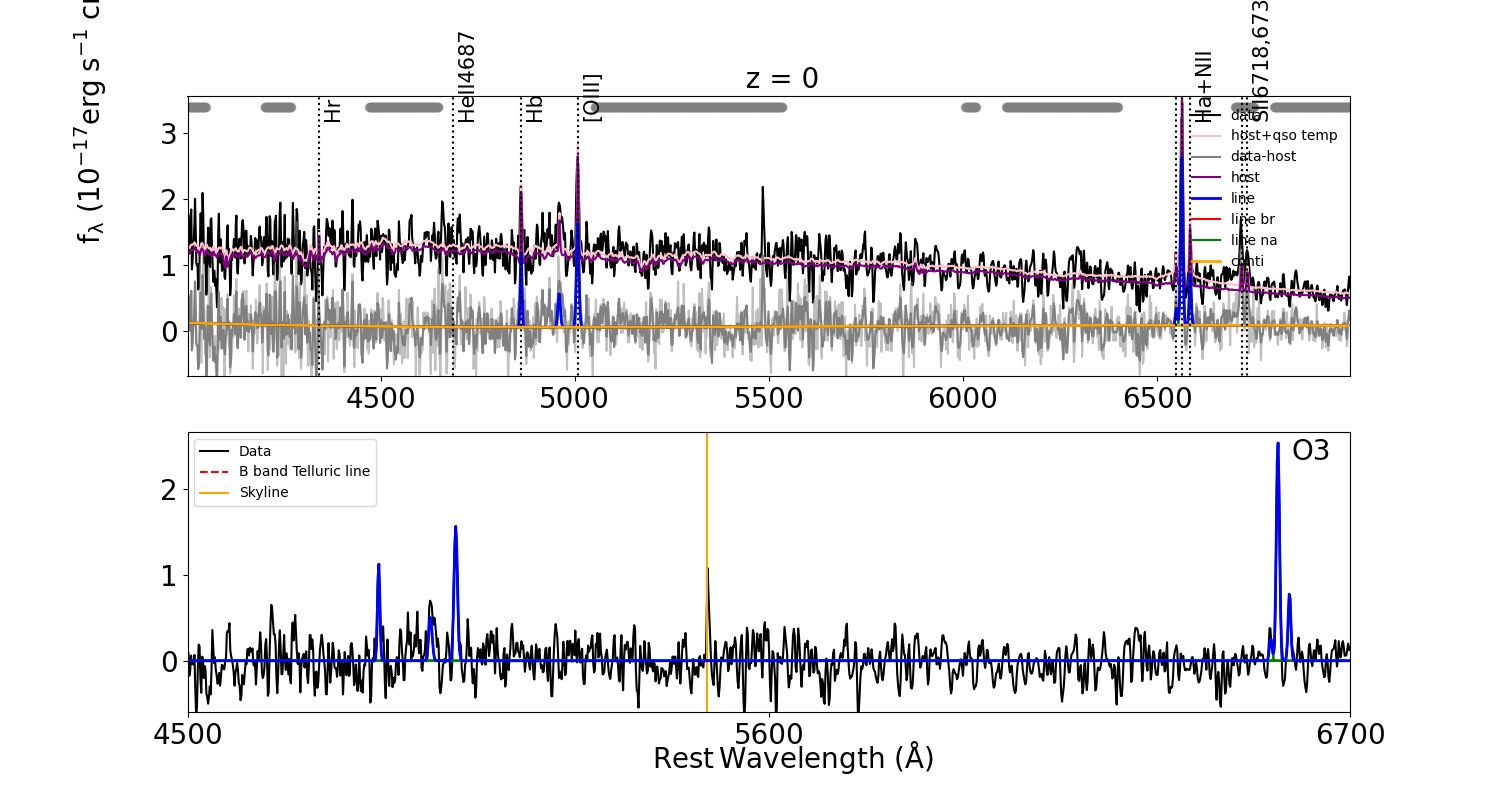 z = 0
f_λ (10^{−17}erg s^{−1} c
Hr
HeII4687
Hb
[OIII]
Ha+NII
SII6718,673
data
host+qso temp
data-host
host
line
line br
line na
conti
3
2
1
0
4500 5000 5500 6000 6500
Data
B band Telluric line
Skyline
O3
2
1
0
4500 5600 6700
Rest Wavelength (Å)